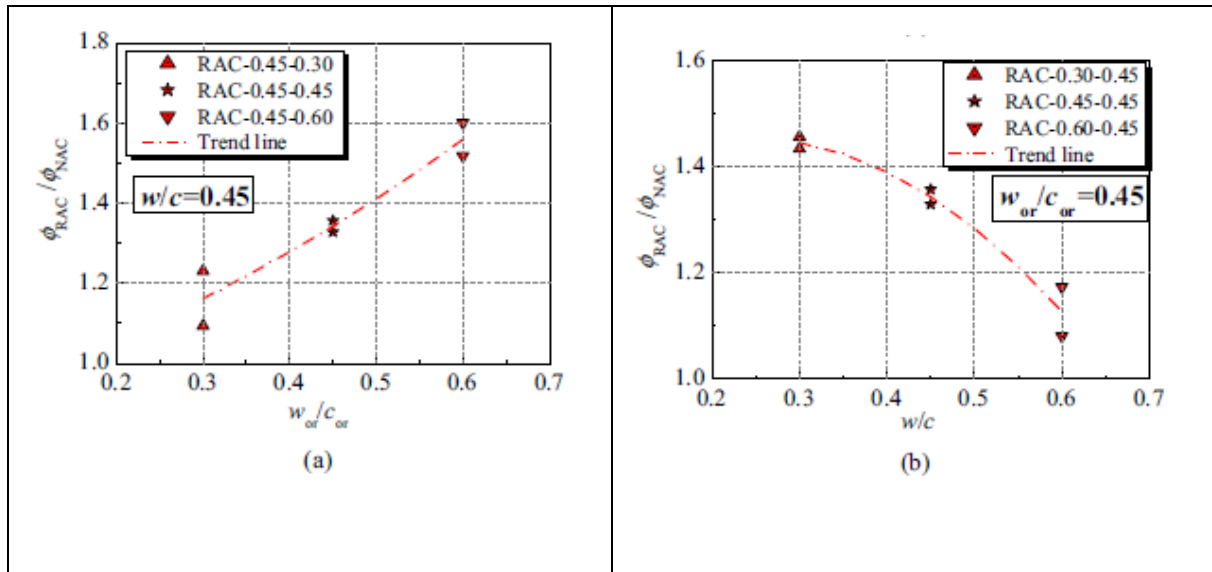 1.8
RAC-0.45-0.30
RAC-0.45-0.45
RAC-0.45-0.60
Trend line
1.6
w/c=0.45
1.4
1.2
1.0
ϕRAC /ϕNAC
0.2 0.3 0.4 0.5 0.6 0.7
wor/cor
(a)
1.6
RAC-0.30-0.45
RAC-0.45-0.45
RAC-0.60-0.45
Trend line
1.4
wor/cor=0.45
1.2
1.0
ϕRAC /ϕNAC
0.2 0.3 0.4 0.5 0.6 0.7
w/c
(b)